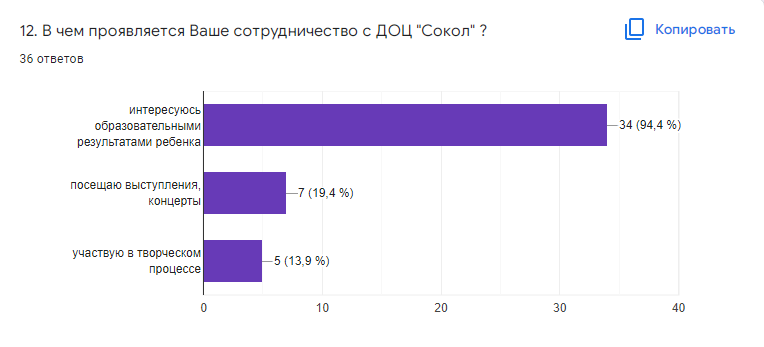 12. В чем проявляется Ваше сотрудничество с ДОЦ "Сокол" ?
Копировать
36 ответов
интересуюсь
образовательными
результатами ребенка
34 (94,4 %)
посещаю выступления,
концерты
7 (19,4 %)
участвую в творческом
процессе
5 (13,9 %)
0
10
20
30
40